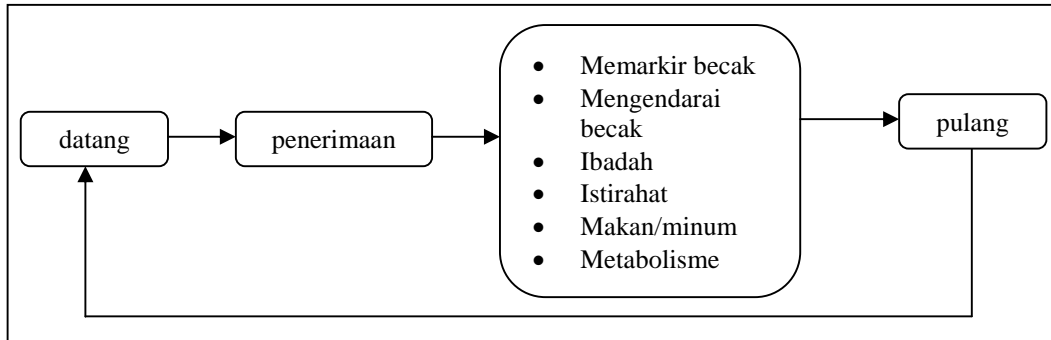 datang
penerimaan
• Memarkir becak
• Mengendarai
becak
• Ibadah
• Istirahat
• Makan/minum
• Metabolisme
pulang